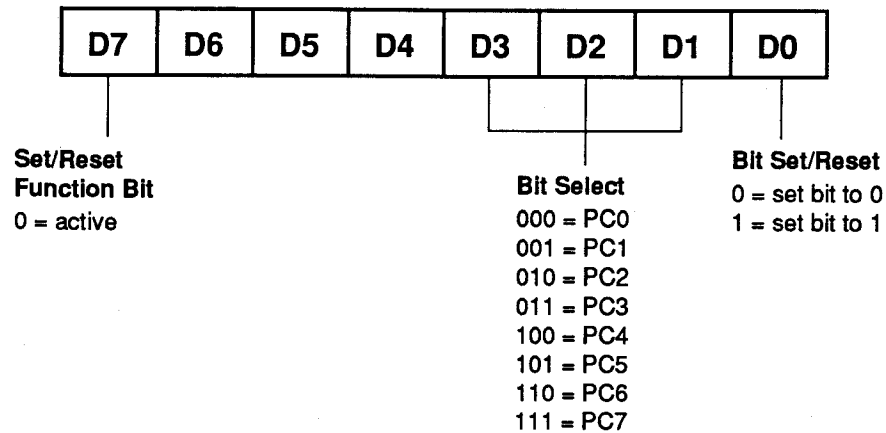 D7 D6 D5 D4 D3 D2 D1 D0
Set/Reset
Function Bit
0 = active
Bit Select
000 = PC0
001 = PC1
010 = PC2
011 = PC3
100 = PC4
101 = PC5
110 = PC6
111 = PC7
Bit Set/Reset
0 = set bit to 0
1 = set bit to 1